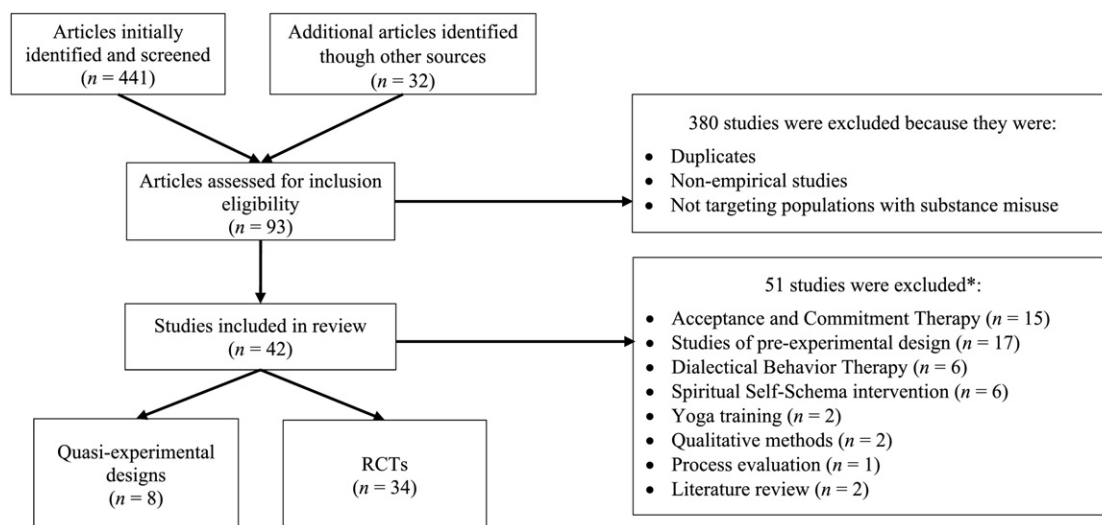 Articles initially
identified and screened
(n = 441)
Additional articles identified
though other sources
(n = 32)
380 studies were excluded because they were:
• Duplicates
• Non-empirical studies
• Not targeting populations with substance misuse
Articles assessed for inclusion
eligibility
(n = 93)
51 studies were excluded*:
• Acceptance and Commitment Therapy (n = 15)
• Studies of pre-experimental design (n = 17)
• Dialectical Behavior Therapy (n = 6)
• Spiritual Self-Schema intervention (n = 6)
• Yoga training (n = 2)
• Qualitative methods (n = 2)
• Process evaluation (n = 1)
• Literature review (n = 2)
Studies included in review
(n = 42)
Quasi-experimental
designs
(n = 8)
RCTs
(n = 34)